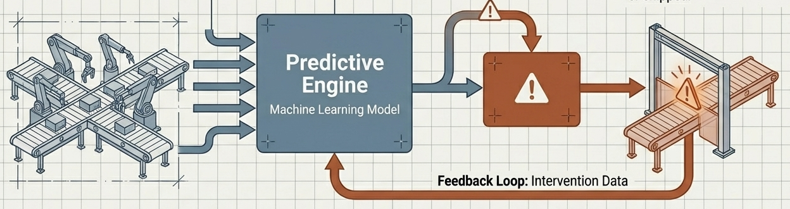 Predictive
Engine
Machine Learning Model
Feedback Loop: Intervention Data